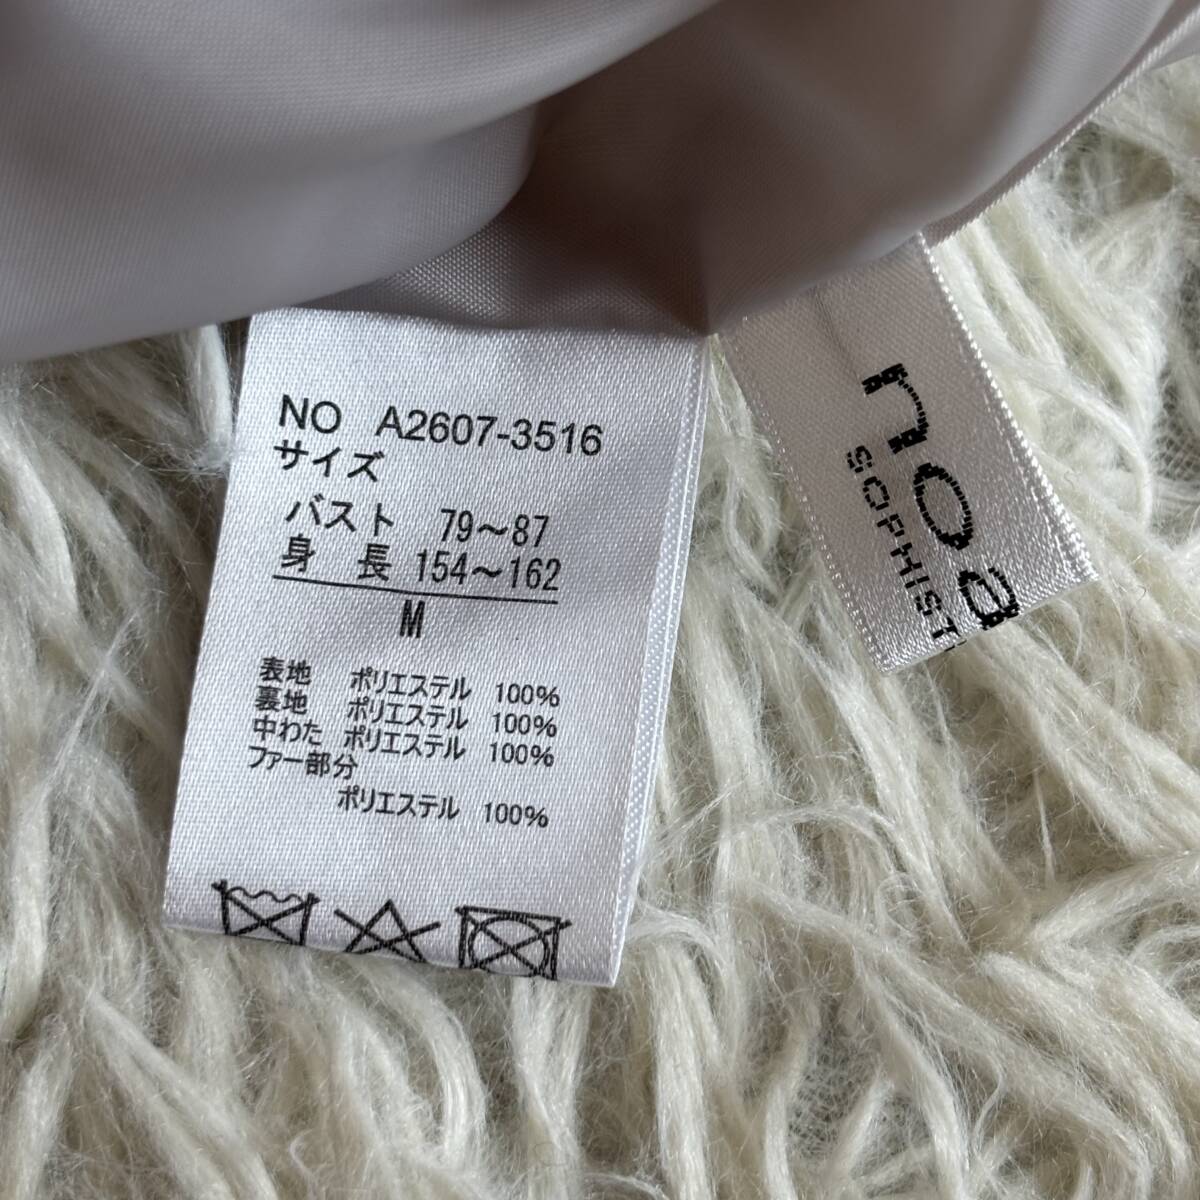 NO A2607-3516
サイズ
バスト 79～87
身 長 154～162
M
表地 ポリエステル 100%
裏地 ポリエステル 100%
中わた ポリエステル 100%
ファー部分
ポリエステル 100%
noa
SOPHIST